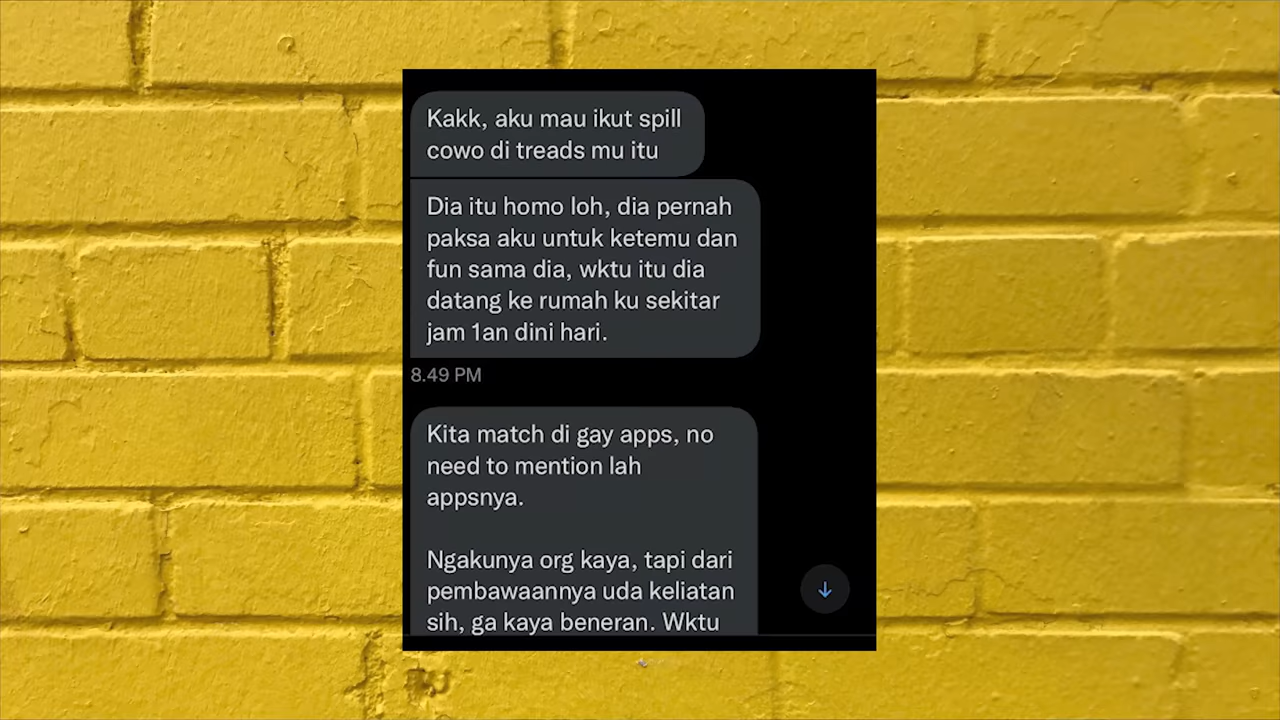 Kakk, aku mau ikut spill
cowo di treads mu itu
Dia itu homo loh, dia pernah
paksa aku untuk ketemu dan
fun sama dia, wktu itu dia
datang ke rumah ku sekitar
jam 1an dini hari.
8.49 PM
Kita match di gay apps, no
need to mention lah
appsnya.
Ngakunya org kaya, tapi dari
pembawaannya uda keliatan
sih, ga kaya beneran. Wktu